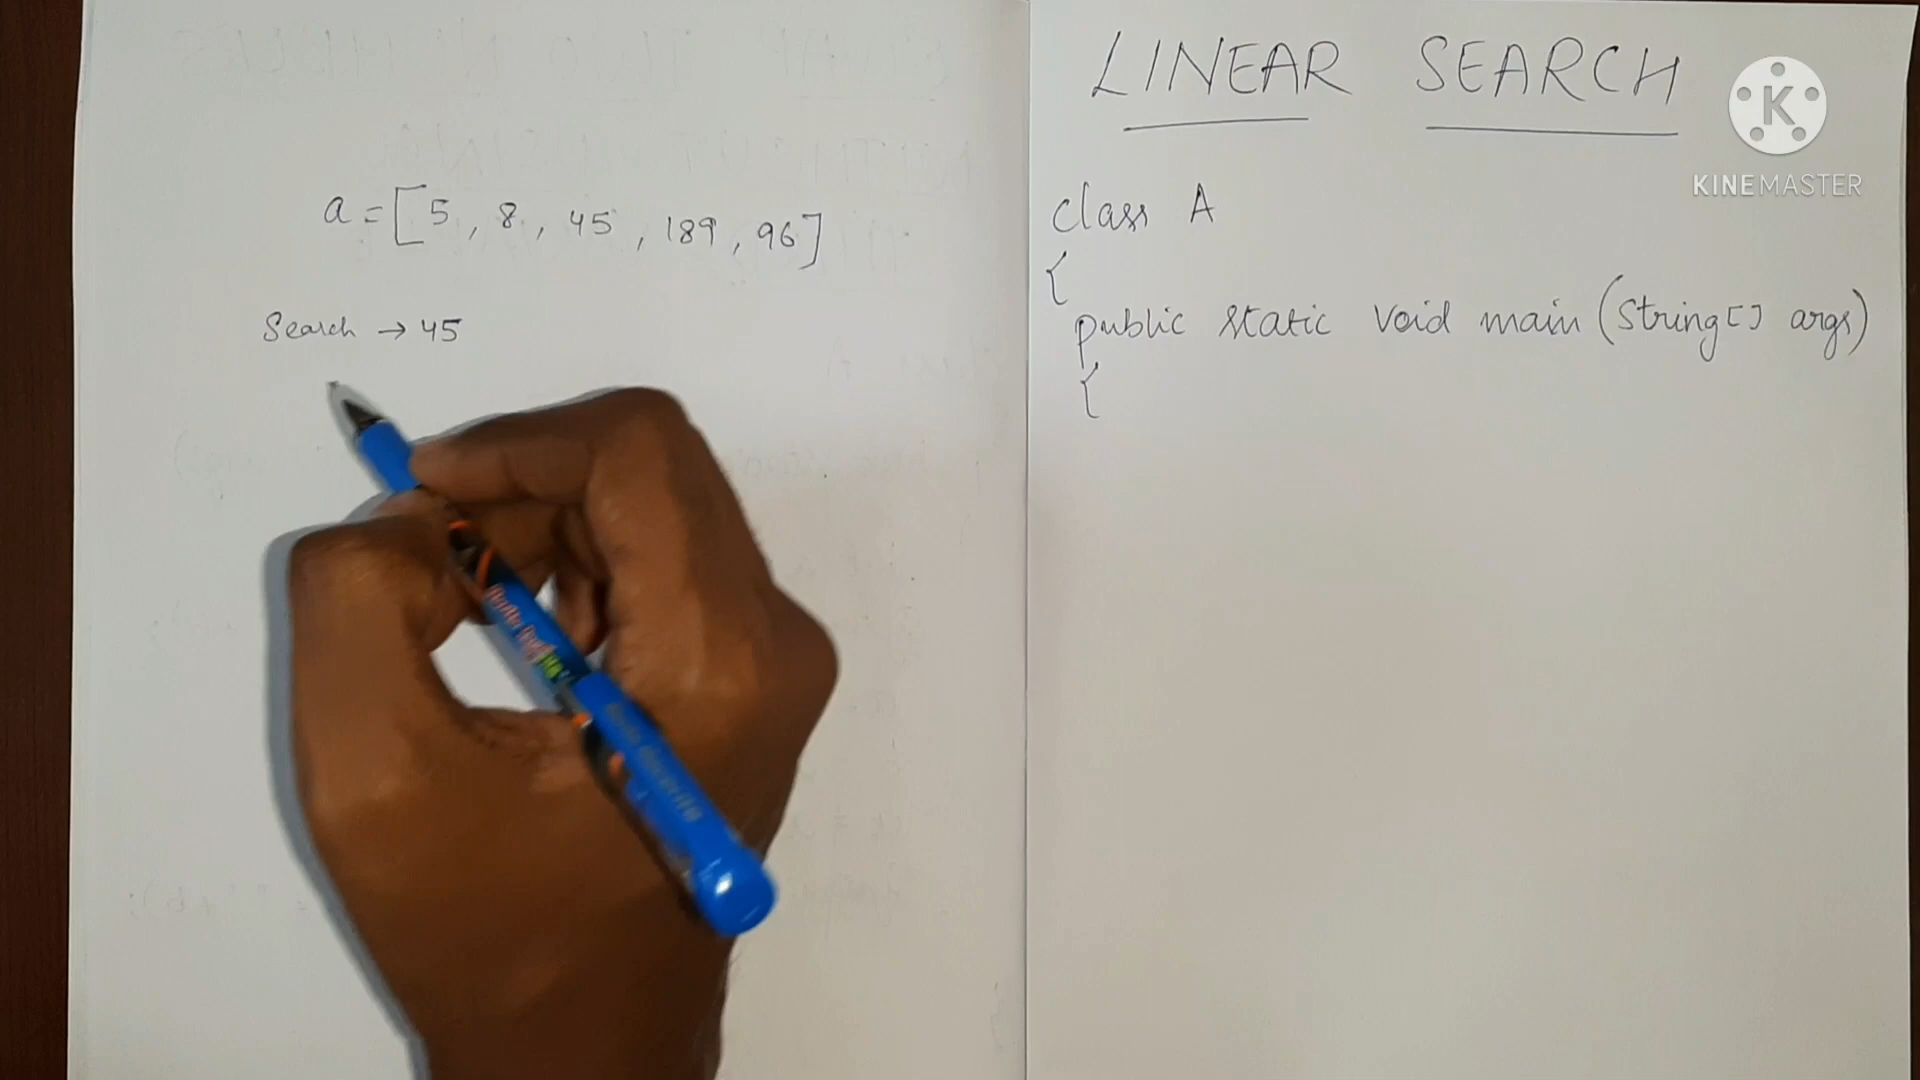 a = [5, 8, 45, 189, 96]
Search → 45
LINEAR SEARCH
KINEMASTER
class A
{
public static void main (String[] args)
{